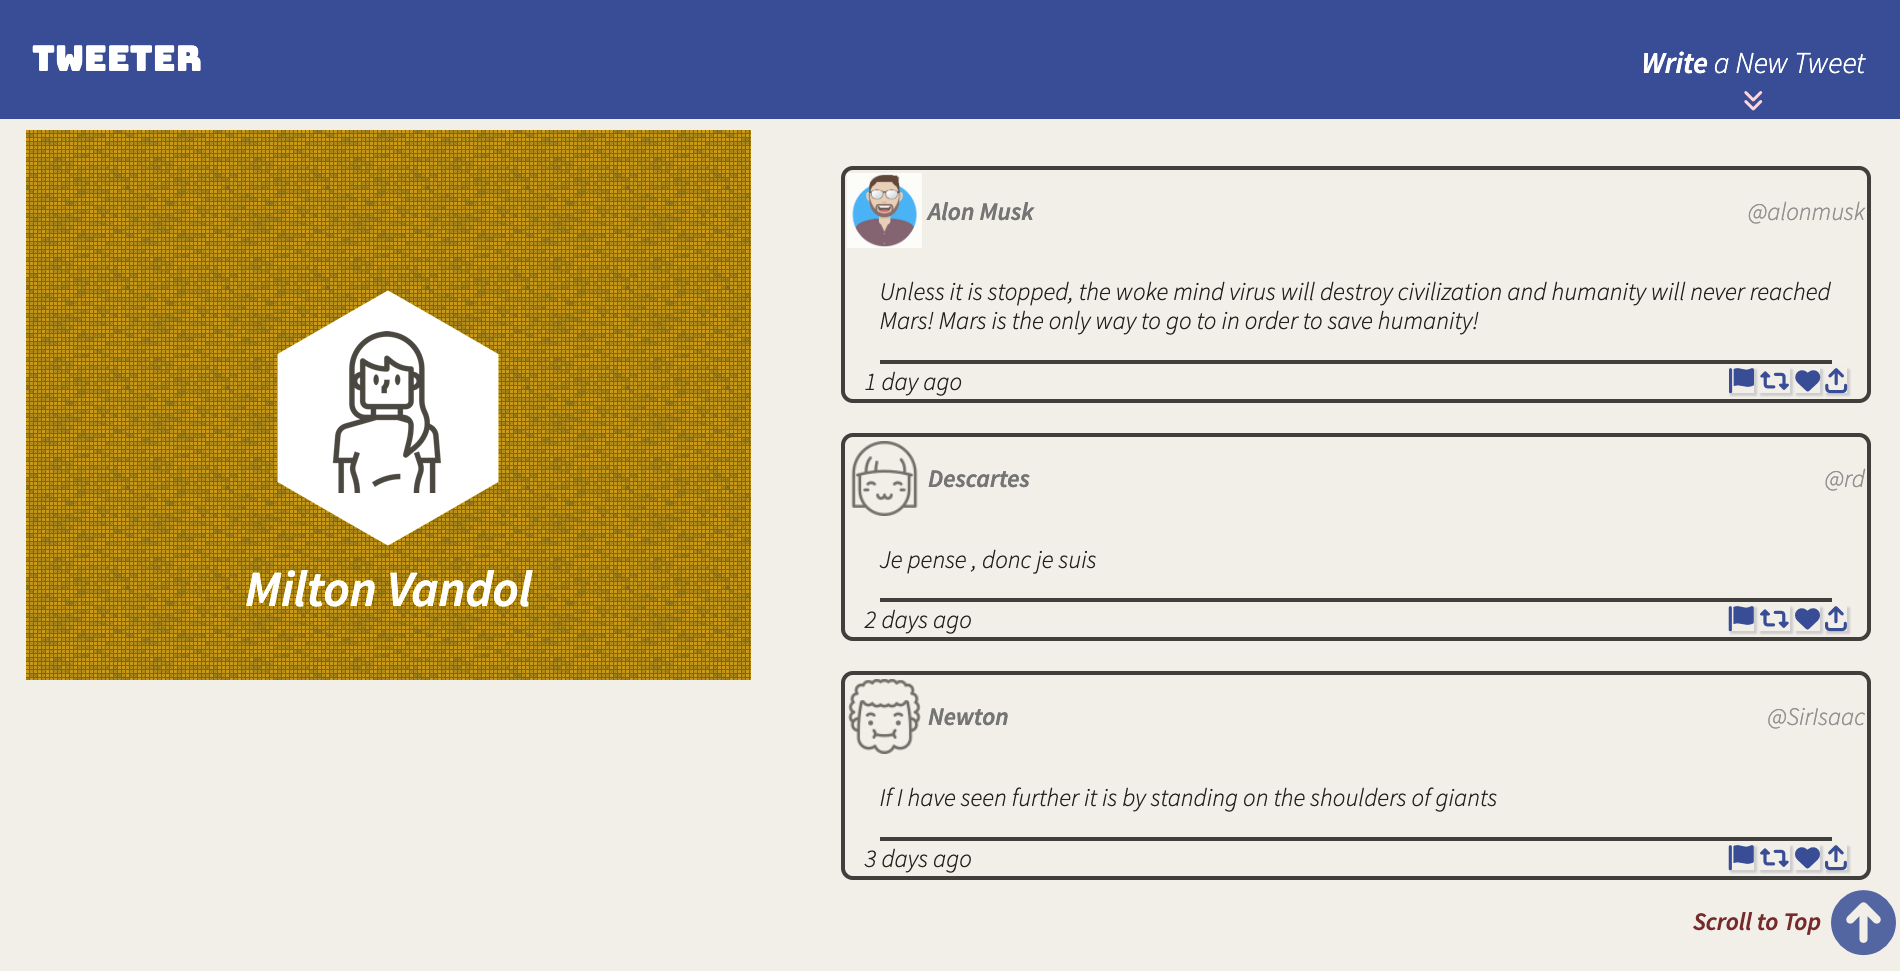 TWEETER
Write a New Tweet
Milton Vandol
Alon Musk
@alonmusk
Unless it is stopped, the woke mind virus will destroy civilization and humanity will never reached
Mars! Mars is the only way to go to in order to save humanity!
1 day ago
Descartes
@rd
Je pense , donc je suis
2 days ago
Newton
@SirIsaac
If I have seen further it is by standing on the shoulders of giants
3 days ago
Scroll to Top